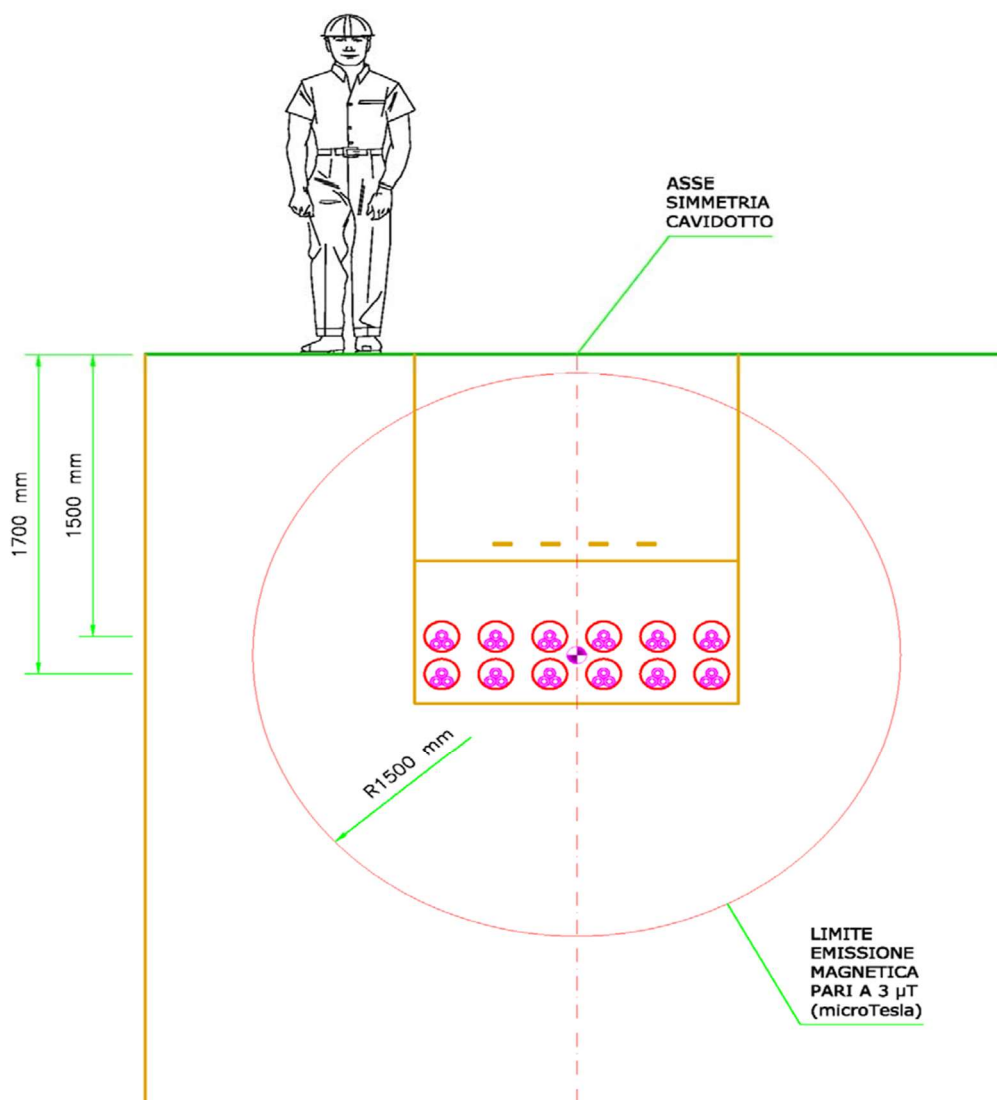 ASSE
SIMMETRIA
CAVIDOTTO
1700 mm
1500 mm
R1500 mm
LIMITE
EMISSIONE
MAGNETICA
PARI A 3 µT
(microTesla)